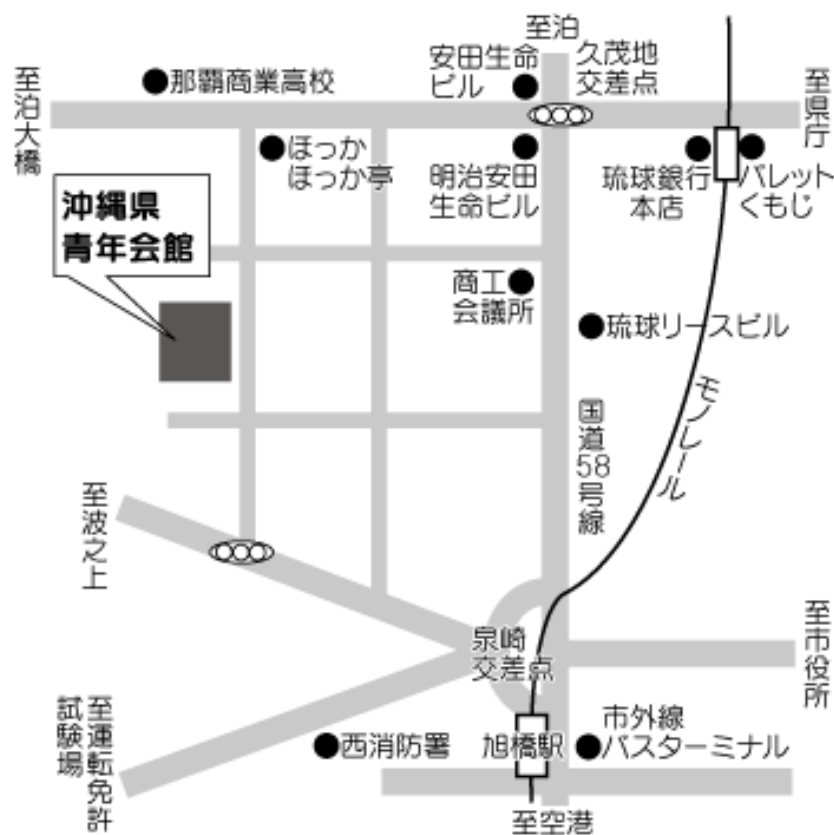 至泊
安田生命
ビル
久茂地
交差点
至泊大橋
那覇商業高校
至県庁
ほっか
ほっか亭
明治安田
生命ビル
琉球銀行
本店
パレット
くもじ
沖縄県
青年会館
商工
会議所
琉球リースビル
モノレール
国道58号線
至波之上
泉崎
交差点
至市役所
至運転免許
試験場
西消防署
旭橋駅
市外線
バスターミナル
至空港